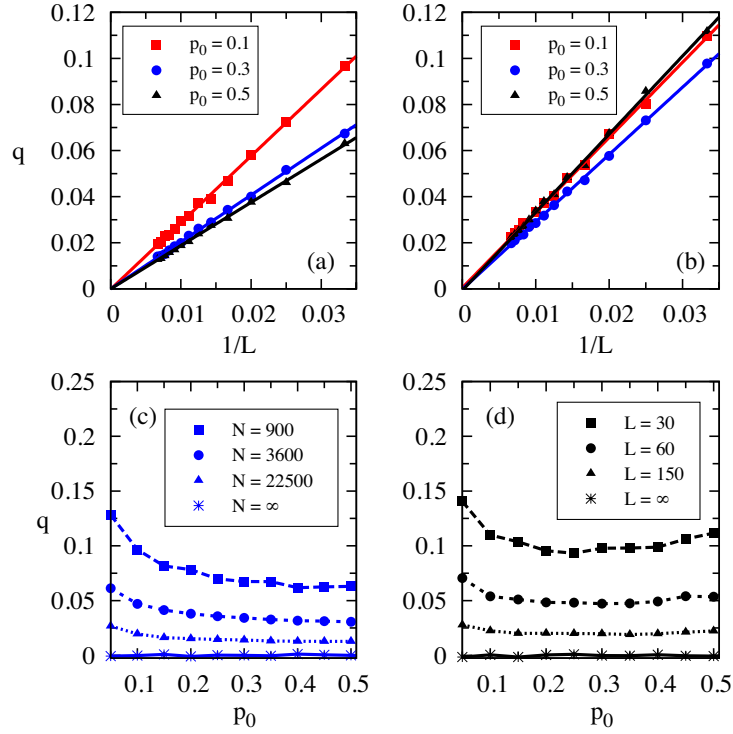 0.12
0.1
0.08
0.06
0.04
0.02
0
q
p0 = 0.1
p0 = 0.3
p0 = 0.5
(a)
0 0.01 0.02 0.03
1/L
0.12
0.1
0.08
0.06
0.04
0.02
0
p0 = 0.1
p0 = 0.3
p0 = 0.5
(b)
0 0.01 0.02 0.03
1/L
0.25
0.2
0.15
0.1
0.05
0
q
(c)
N = 900
N = 3600
N = 22500
N = ∞
0.1 0.2 0.3 0.4 0.5
p0
0.25
0.2
0.15
0.1
0.05
0
(d)
L = 30
L = 60
L = 150
L = ∞
0.1 0.2 0.3 0.4 0.5
p0